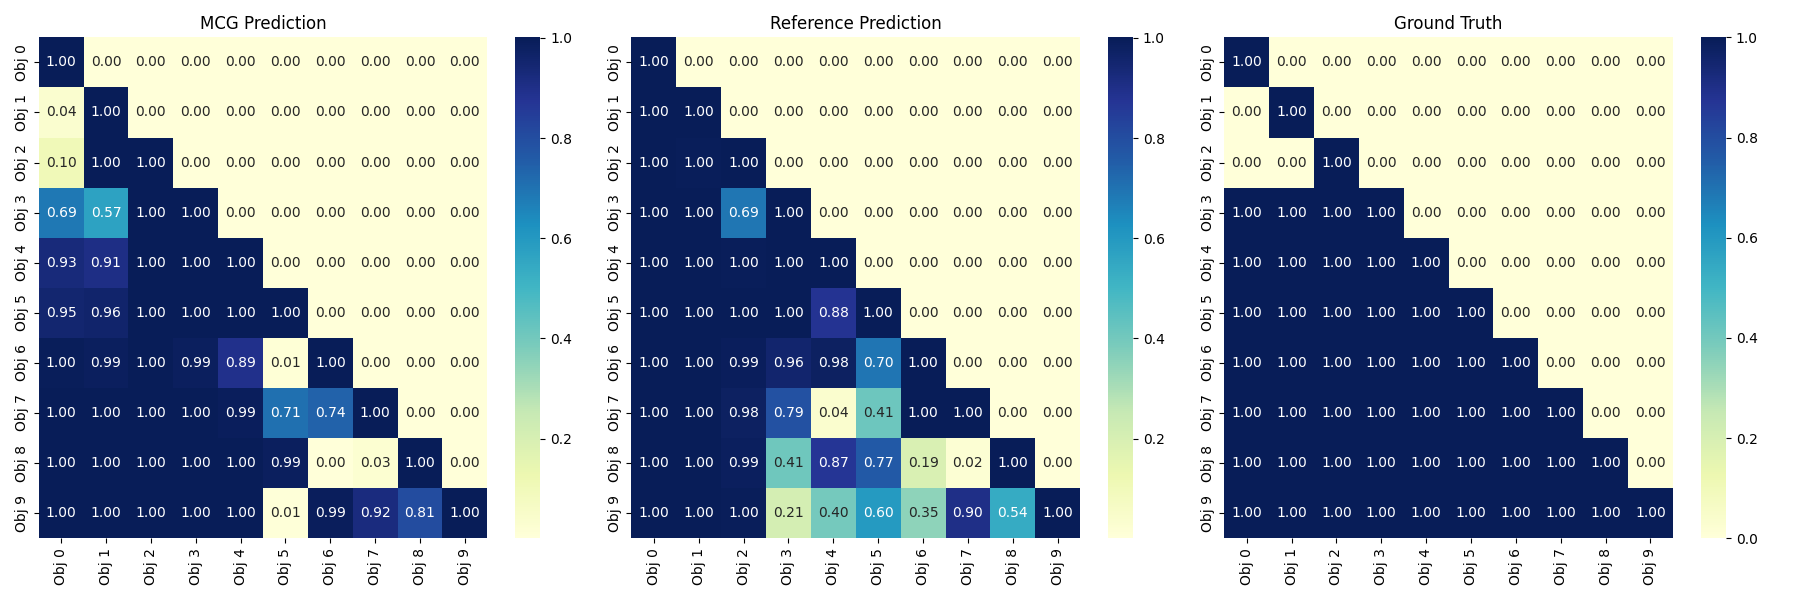 MCG Prediction
Obj 0 1.00 0.00 0.00 0.00 0.00 0.00 0.00 0.00 0.00 0.00
Obj 1 0.04 1.00 0.00 0.00 0.00 0.00 0.00 0.00 0.00 0.00
Obj 2 0.10 1.00 1.00 0.00 0.00 0.00 0.00 0.00 0.00 0.00
Obj 3 0.69 0.57 1.00 1.00 0.00 0.00 0.00 0.00 0.00 0.00
Obj 4 0.93 0.91 1.00 1.00 1.00 0.00 0.00 0.00 0.00 0.00
Obj 5 0.95 0.96 1.00 1.00 1.00 1.00 0.00 0.00 0.00 0.00
Obj 6 1.00 0.99 1.00 0.99 0.89 0.01 1.00 0.00 0.00 0.00
Obj 7 1.00 1.00 1.00 1.00 0.99 0.71 0.74 1.00 0.00 0.00
Obj 8 1.00 1.00 1.00 1.00 1.00 0.99 0.00 0.03 1.00 0.00
Obj 9 1.00 1.00 1.00 1.00 1.00 0.01 0.99 0.92 0.81 1.00
Obj 0 Obj 1 Obj 2 Obj 3 Obj 4 Obj 5 Obj 6 Obj 7 Obj 8 Obj 9
1.0
0.8
0.6
0.4
0.2
Reference Prediction
Obj 0 1.00 0.00 0.00 0.00 0.00 0.00 0.00 0.00 0.00 0.00
Obj 1 1.00 1.00 0.00 0.00 0.00 0.00 0.00 0.00 0.00 0.00
Obj 2 1.00 1.00 1.00 0.00 0.00 0.00 0.00 0.00 0.00 0.00
Obj 3 1.00 1.00 0.69 1.00 0.00 0.00 0.00 0.00 0.00 0.00
Obj 4 1.00 1.00 1.00 1.00 1.00 0.00 0.00 0.00 0.00 0.00
Obj 5 1.00 1.00 1.00 1.00 0.88 1.00 0.00 0.00 0.00 0.00
Obj 6 1.00 1.00 0.99 0.96 0.98 0.70 1.00 0.00 0.00 0.00
Obj 7 1.00 1.00 0.98 0.79 0.04 0.41 1.00 1.00 0.00 0.00
Obj 8 1.00 1.00 0.99 0.41 0.87 0.77 0.19 0.02 1.00 0.00
Obj 9 1.00 1.00 1.00 0.21 0.40 0.60 0.35 0.90 0.54 1.00
Obj 0 Obj 1 Obj 2 Obj 3 Obj 4 Obj 5 Obj 6 Obj 7 Obj 8 Obj 9
1.0
0.8
0.6
0.4
0.2
Ground Truth
Obj 0 1.00 0.00 0.00 0.00 0.00 0.00 0.00 0.00 0.00 0.00
Obj 1 0.00 1.00 0.00 0.00 0.00 0.00 0.00 0.00 0.00 0.00
Obj 2 0.00 0.00 1.00 0.00 0.00 0.00 0.00 0.00 0.00 0.00
Obj 3 1.00 1.00 1.00 1.00 0.00 0.00 0.00 0.00 0.00 0.00
Obj 4 1.00 1.00 1.00 1.00 1.00 0.00 0.00 0.00 0.00 0.00
Obj 5 1.00 1.00 1.00 1.00 1.00 1.00 0.00 0.00 0.00 0.00
Obj 6 1.00 1.00 1.00 1.00 1.00 1.00 1.00 0.00 0.00 0.00
Obj 7 1.00 1.00 1.00 1.00 1.00 1.00 1.00 1.00 0.00 0.00
Obj 8 1.00 1.00 1.00 1.00 1.00 1.00 1.00 1.00 1.00 0.00
Obj 9 1.00 1.00 1.00 1.00 1.00 1.00 1.00 1.00 1.00 1.00
Obj 0 Obj 1 Obj 2 Obj 3 Obj 4 Obj 5 Obj 6 Obj 7 Obj 8 Obj 9
1.0
0.8
0.6
0.4
0.2
0.0